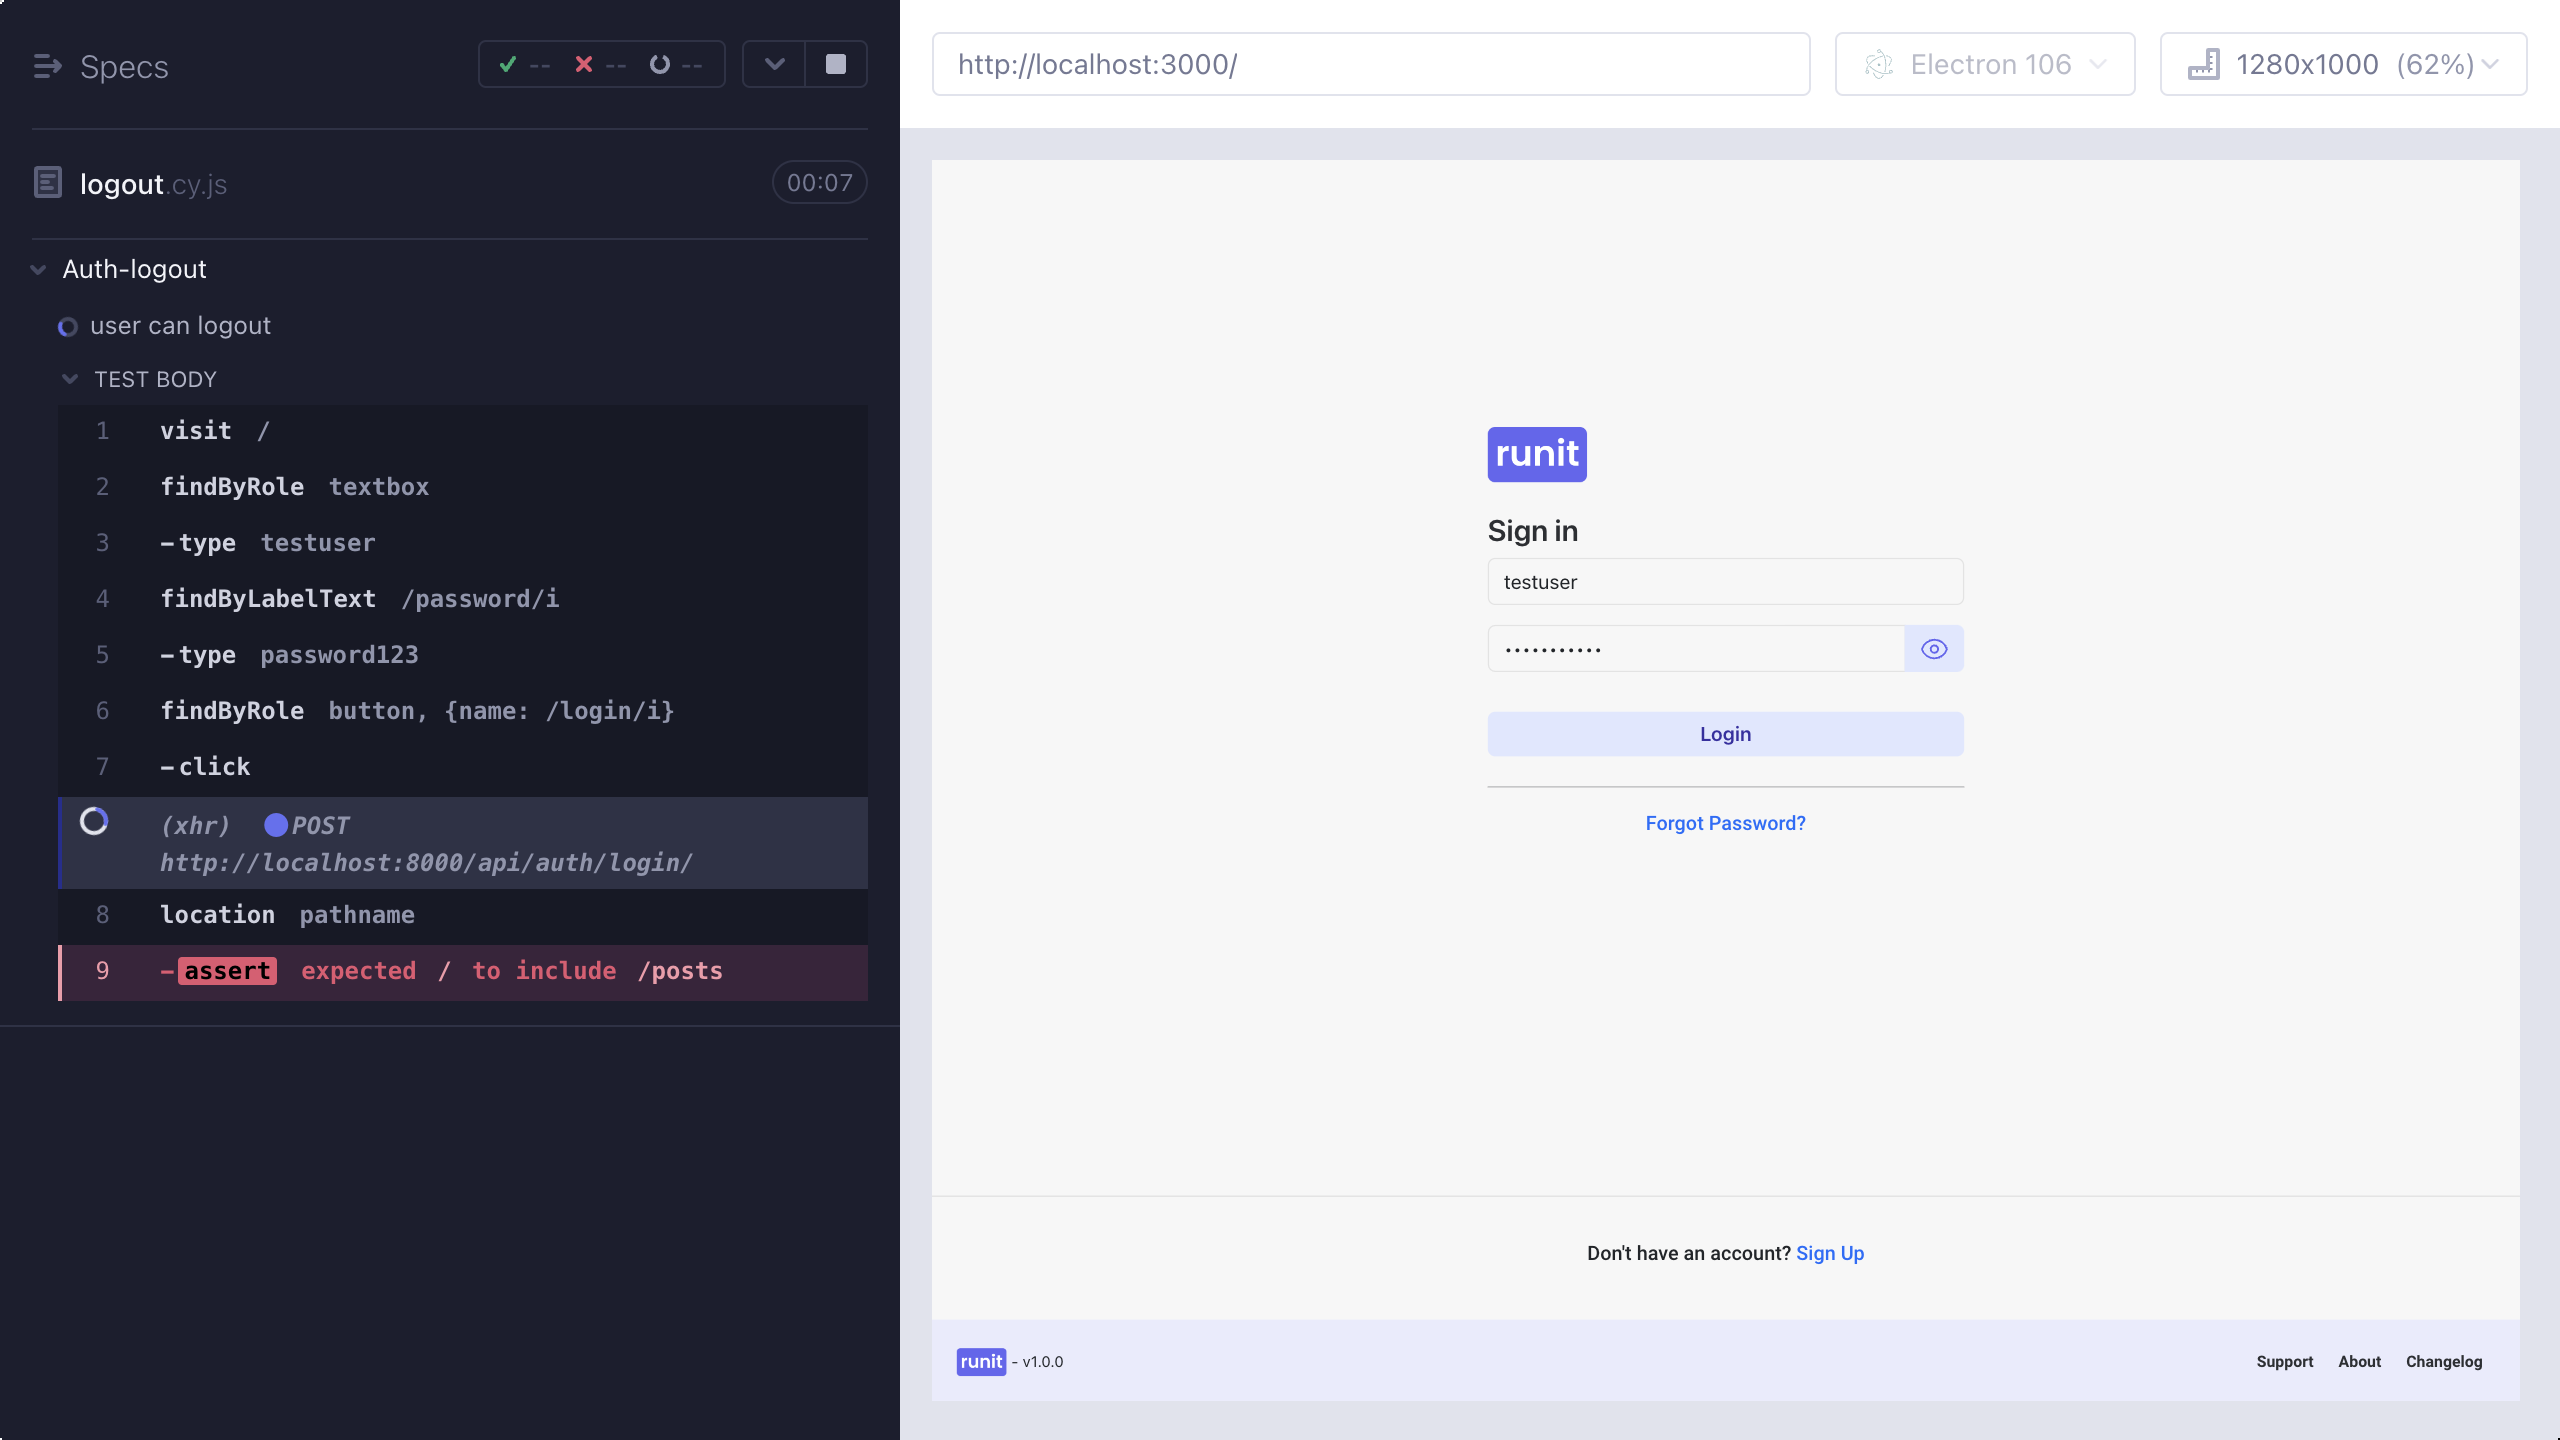 Specs
-- -- --
logout.cy.js
00:07
Auth-logout
user can logout
TEST BODY
1 visit /
2 findByRole textbox
3 -type testuser
4 findByLabelText /password/i
5 -type password123
6 findByRole button, {name: /login/i}
7 -click
(xhr) POST
http://localhost:8000/api/auth/login/
8 location pathname
9 -assert expected / to include /posts
http://localhost:3000/
Electron 106
1280x1000 (62%)
runit
Sign in
testuser
•••••••••••
Login
Forgot Password?
Don't have an account? Sign Up
runit - v1.0.0
Support About Changelog